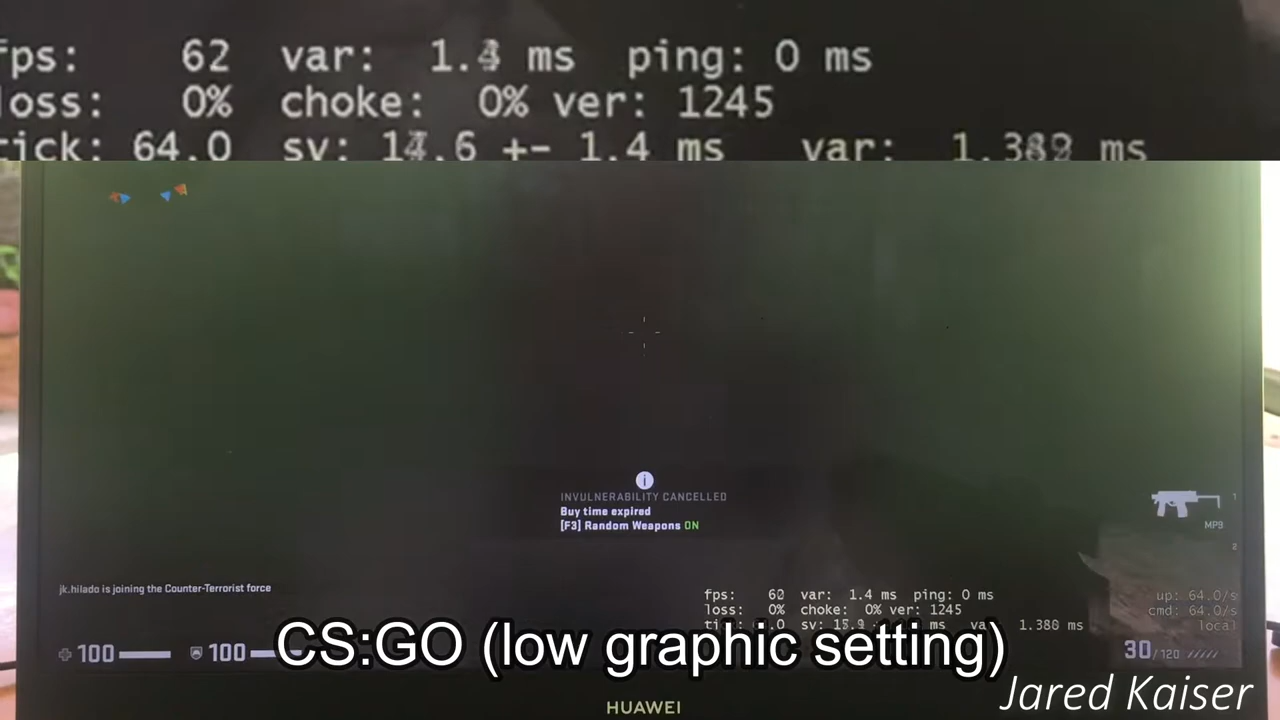 fps: 62 var: 1.4 ms ping: 0 ms
loss: 0% choke: 0% ver: 1245
tick: 64.0 sv: .6 +- 1.4 ms var: ms
INVULNERABILITY CANCELLED
Buy time expired
[F3] Random Weapons ON
1
MP9
2
jk.hilado is joining the Counter-Terrorist force
fps: 62 var: 1.4 ms ping: 0 ms
loss: 0% choke: 0% ver: 1245
sv: ms 1.380 ms
up: 64.0/s
cmd: 64.0/s
local
100 100
CS:GO (low graphic setting)
30/120
Jared Kaiser
HUAWEI